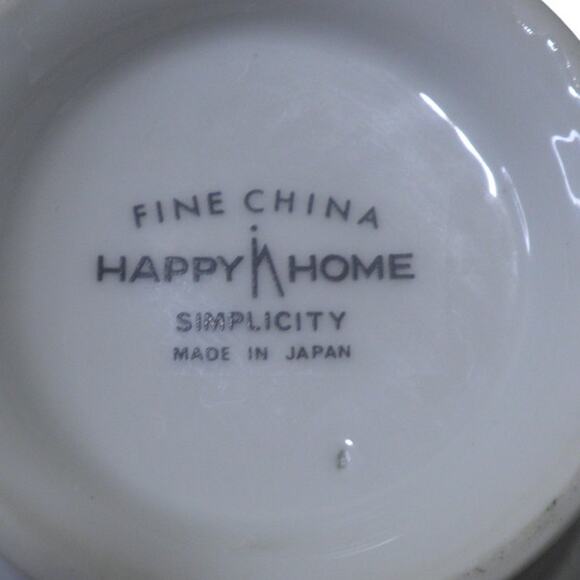 FINE CHINA
HAPPY HOME
SIMPLICITY
MADE IN JAPAN